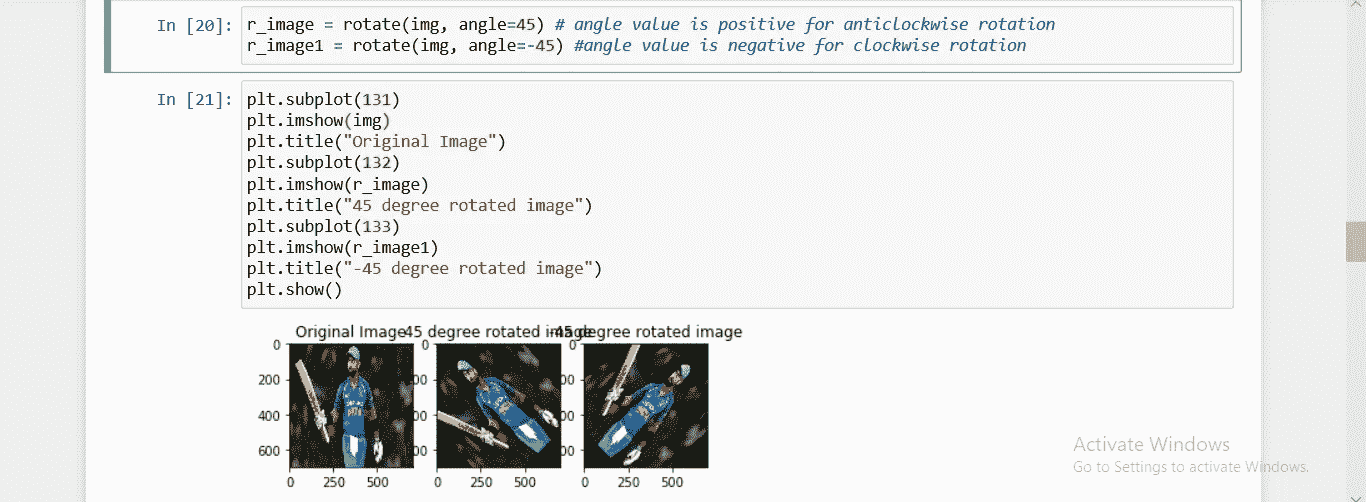 In [20]: r_image = rotate(img, angle=45) # angle value is positive for anticlockwise rotation
r_image1 = rotate(img, angle=-45) #angle value is negative for clockwise rotation
In [21]: plt.subplot(131)
plt.imshow(img)
plt.title("Original Image")
plt.subplot(132)
plt.imshow(r_image)
plt.title("45 degree rotated image")
plt.subplot(133)
plt.imshow(r_image1)
plt.title("-45 degree rotated image")
plt.show()
Original Image 45 degree rotated image -45 degree rotated image
0 0 0
200 00 00
400 00 00
600 00 00
0 250 500 0 250 500 0 250 500
Activate Windows
Go to Settings to activate Windows.